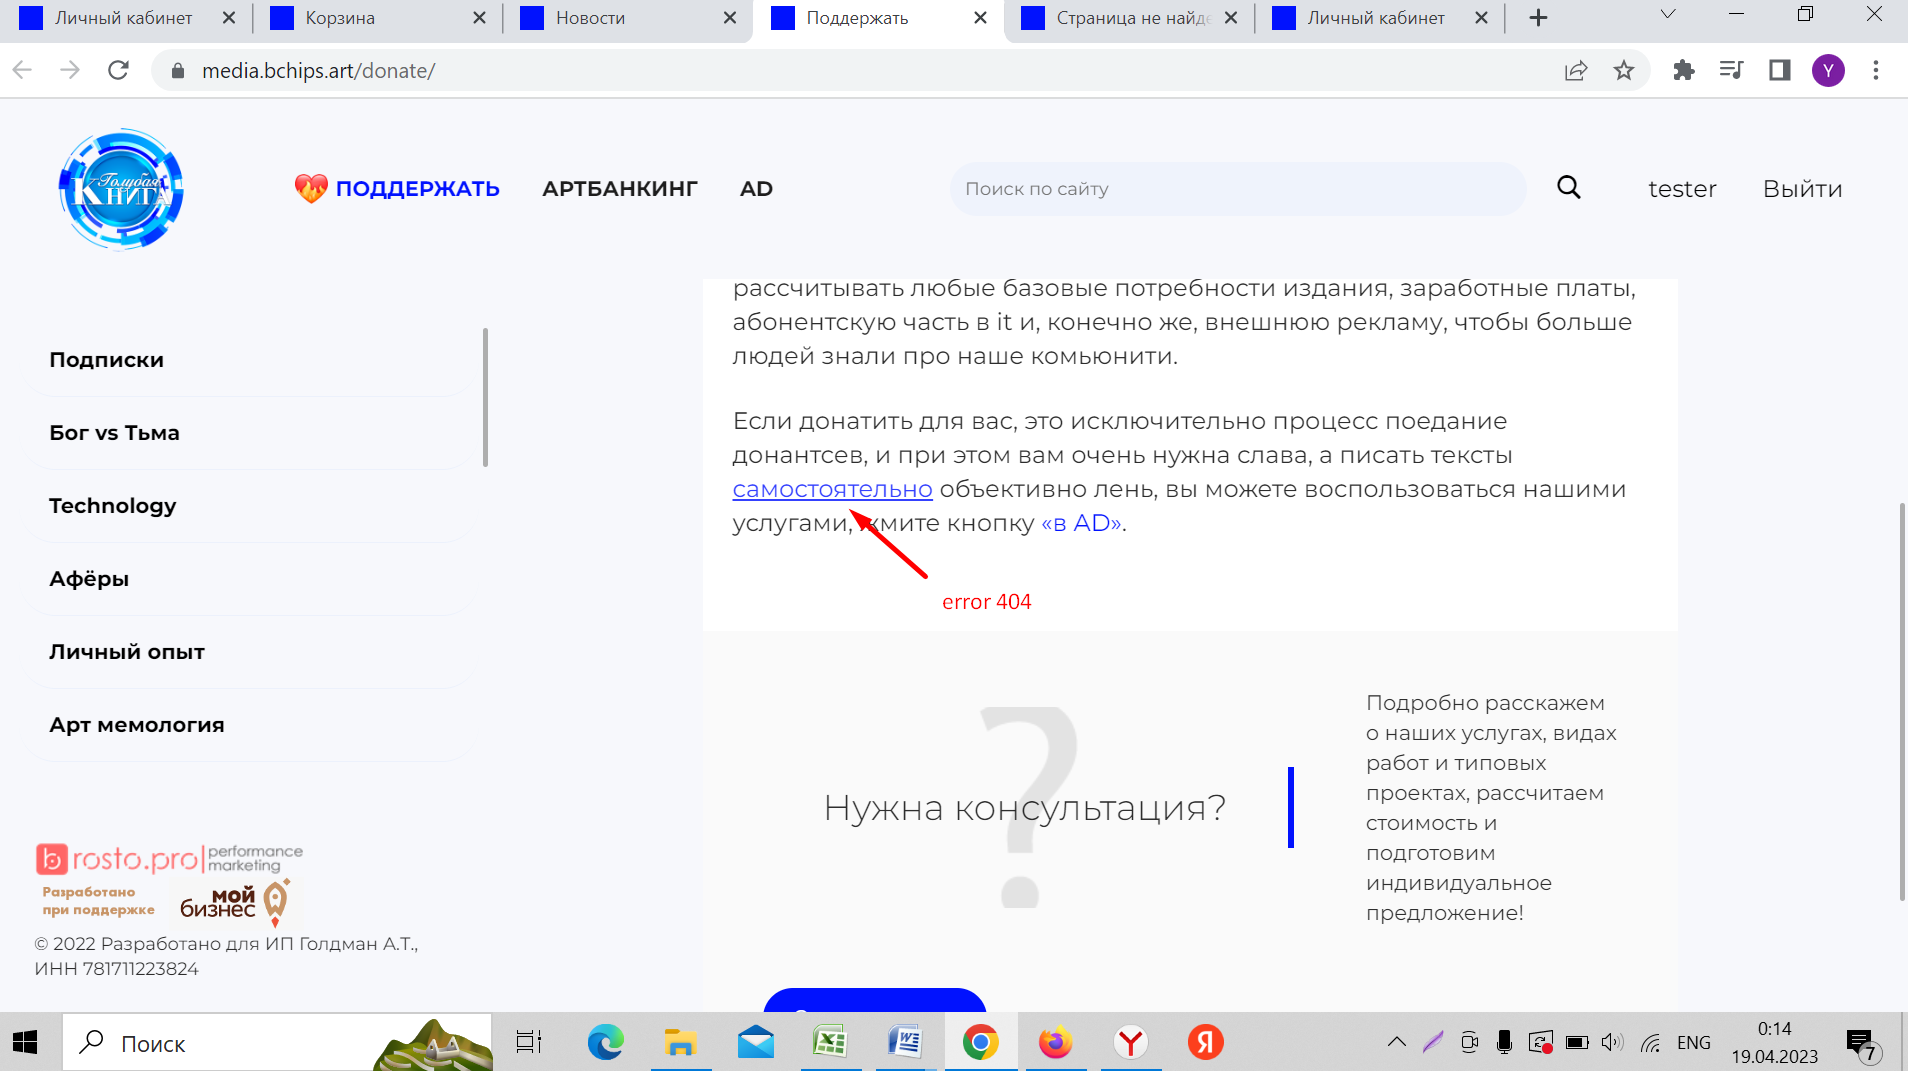 Личный кабинет
Корзина
Новости
Поддержать
Страница не найде
Личный кабинет
media.bchips.art/donate/
Y
Голубая
КНИГА
ПОДДЕРЖАТЬ
АРТБАНКИНГ
AD
Поиск по сайту
tester
Выйти
Подписки
Бог vs Тьма
Technology
Афёры
Личный опыт
Арт мемология
рассчитывать любые базовые потребности издания, заработные платы,
абонентскую часть в it и, конечно же, внешнюю рекламу, чтобы больше
людей знали про наше комьюнити.
Если донатить для вас, это исключительно процесс поедание
донантсев, и при этом вам очень нужна слава, а писать тексты
самостоятельно объективно лень, вы можете воспользоваться нашими
услугами, жмите кнопку «в AD».
error 404
?
Нужна консультация?
Подробно расскажем
о наших услугах, видах
работ и типовых
проектах, рассчитаем
стоимость и
подготовим
индивидуальное
предложение!
b rosto.pro performance
marketing
Разработано
при поддержке
мой
бизнес
© 2022 Разработано для ИП Голдман А.Т.,
ИНН 781711223824
Поиск
Y
Я
ENG
0:14
19.04.2023
7